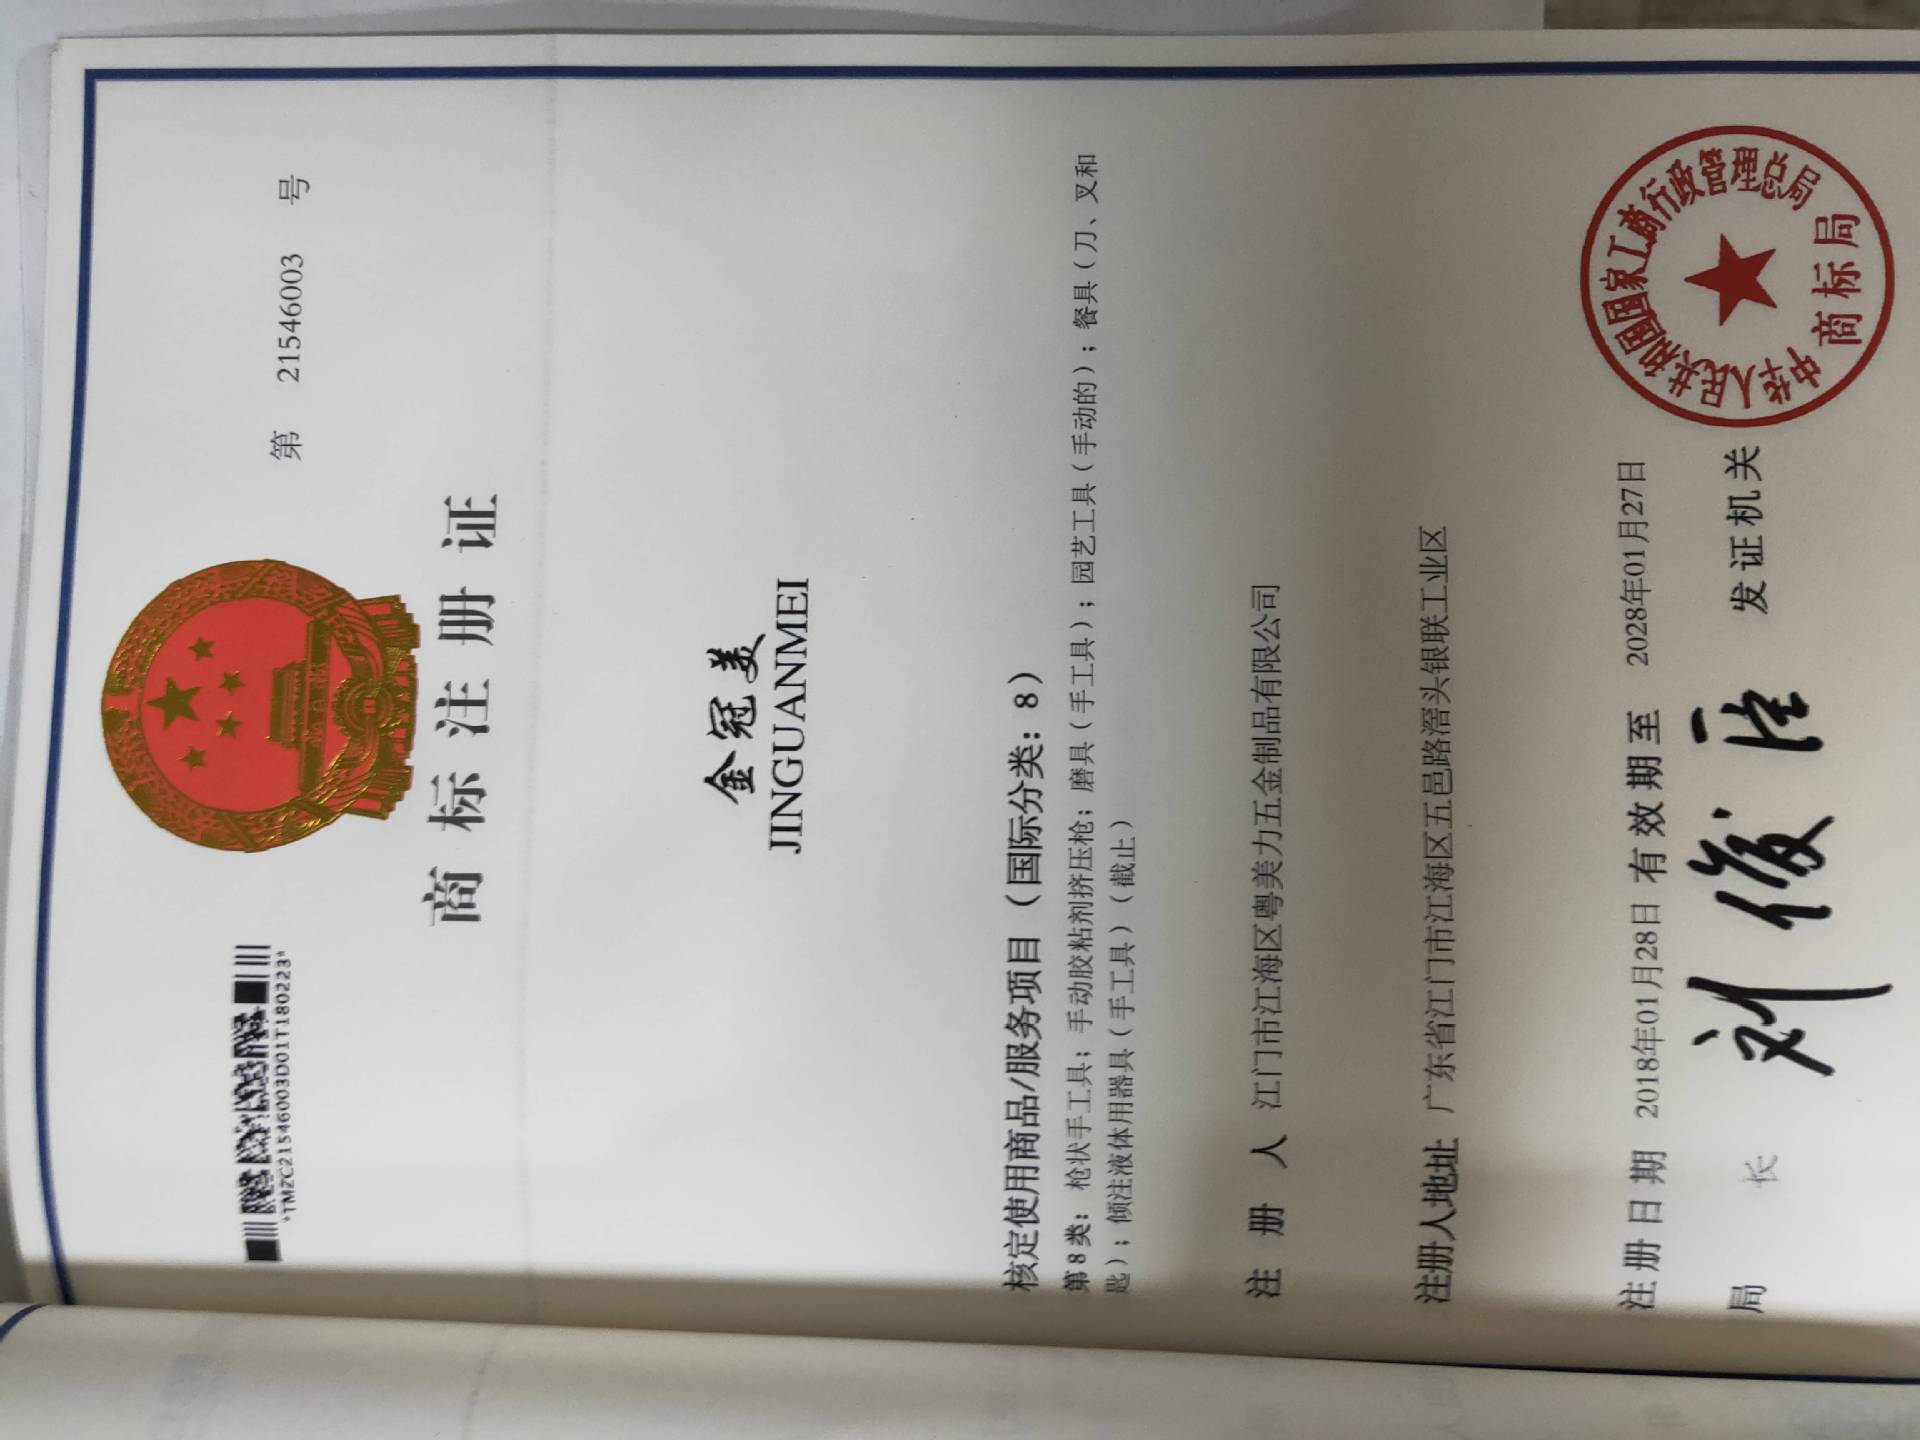 第 21546003 号
*TMZC21546003D01T180223*
商标注册证
金冠美
JINGUANMEI
核定使用商品/服务项目（国际分类：8）
第8类：枪状手工具；手动胶粘剂挤压枪；磨具（手工具）；园艺工具（手动的）；餐具（刀、叉和
匙）；倾注液体用器具（手工具）（截止）
注册人 江门市江海区粤美力五金制品有限公司
注册人地址 广东省江门市江海区五邑路滘头银联工业区
注册日期 2018年01月28日 有效期至 2028年01月27日
局长 刘俊臣 发证机关
中华人民共和国国家工商行政管理总局
商标局